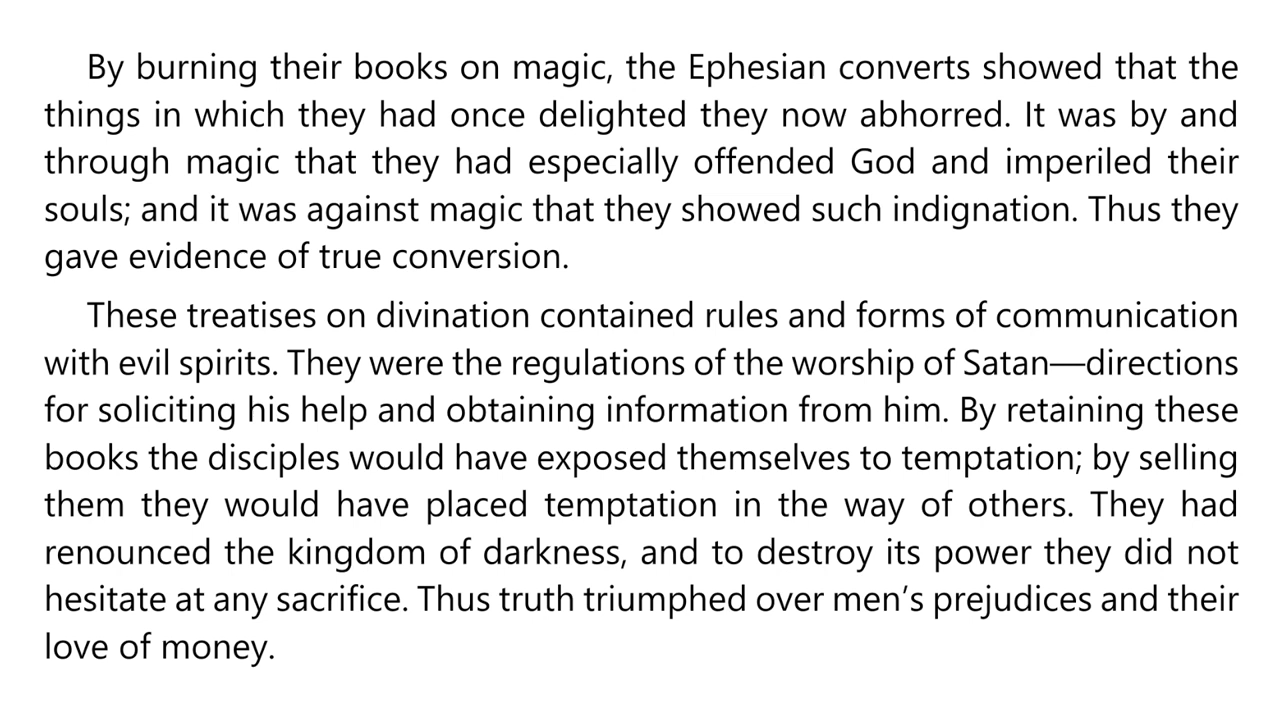 By burning their books on magic, the Ephesian converts showed that the
things in which they had once delighted they now abhorred. It was by and
through magic that they had especially offended God and imperiled their
souls; and it was against magic that they showed such indignation. Thus they
gave evidence of true conversion.
These treatises on divination contained rules and forms of communication
with evil spirits. They were the regulations of the worship of Satan—directions
for soliciting his help and obtaining information from him. By retaining these
books the disciples would have exposed themselves to temptation; by selling
them they would have placed temptation in the way of others. They had
renounced the kingdom of darkness, and to destroy its power they did not
hesitate at any sacrifice. Thus truth triumphed over men’s prejudices and their
love of money.